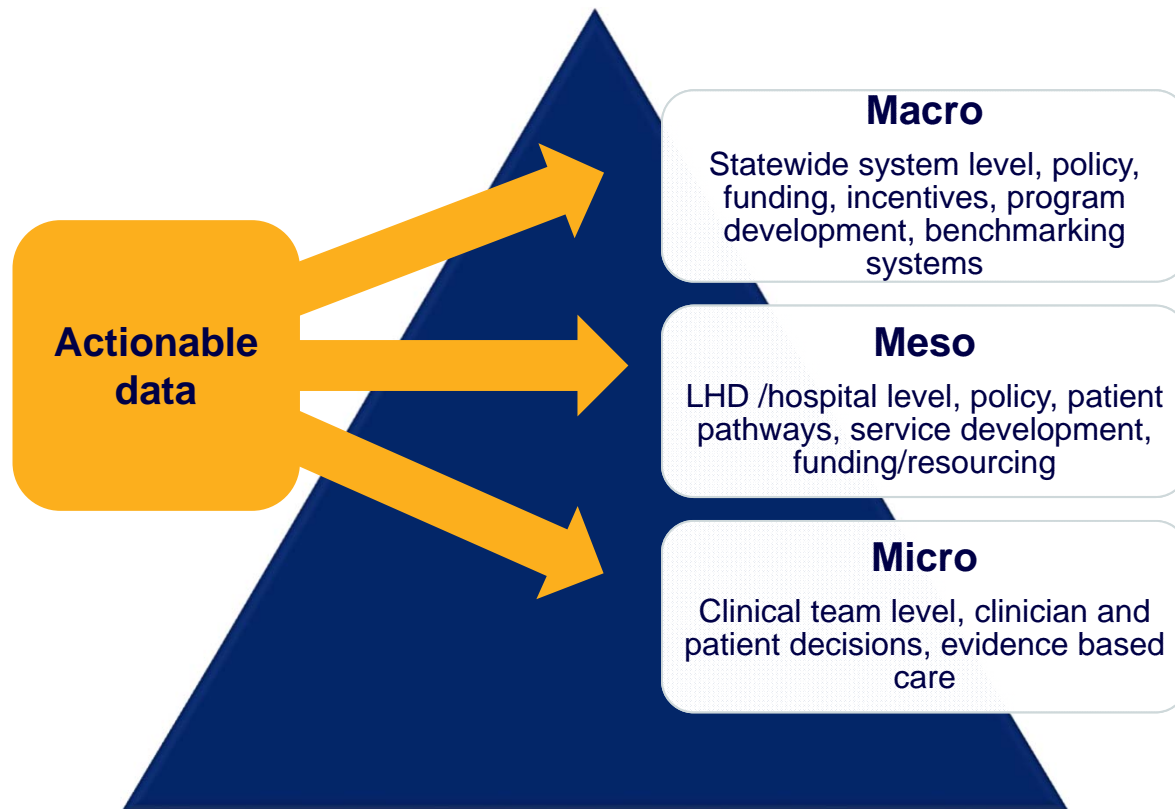 Actionable
data
Macro
Statewide system level, policy,
funding, incentives, program
development, benchmarking
systems
Meso
LHD /hospital level, policy, patient
pathways, service development,
funding/resourcing
Micro
Clinical team level, clinician and
patient decisions, evidence based
care